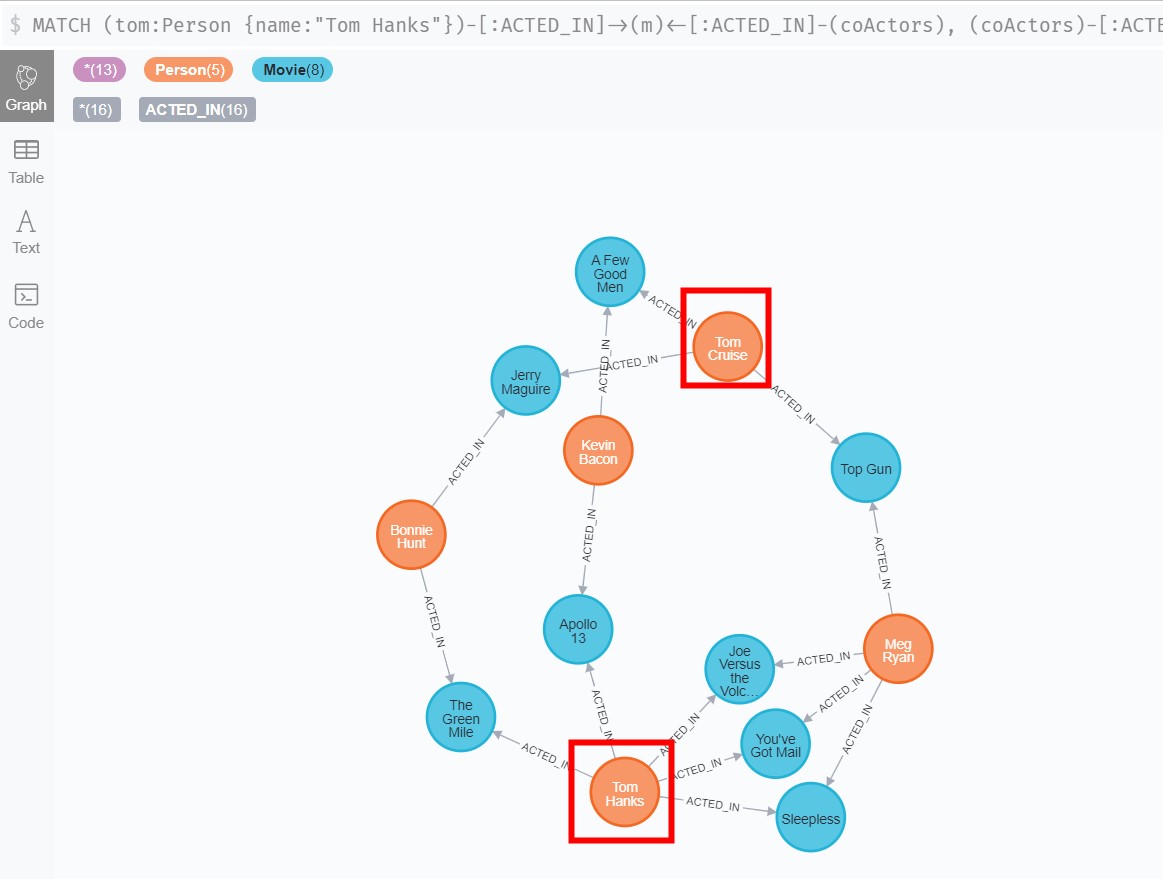 $ MATCH (tom:Person {name:"Tom Hanks"})-[:ACTED_IN]->(m)<-[:ACTED_IN]-(coActors), (coActors)-[:ACTE
*(13) Person(5) Movie(8)
Graph
*(16) ACTED_IN(16)
Table
Text
Code
A Few
Good
Men
ACTED_IN
Tom
Cruise
ACTED_IN
ACTED_IN
Jerry
Maguire
ACTED_IN
Kevin
Bacon
ACTED_IN
Top Gun
ACTED_IN
Bonnie
Hunt
ACTED_IN
ACTED_IN
ACTED_IN
Apollo
13
Meg
Ryan
Joe
Versus
the
Volc...
ACTED_IN
ACTED_IN
ACTED_IN
The
Green
Mile
ACTED_IN
ACTED_IN
ACTED_IN
You've
Got Mail
ACTED_IN
ACTED_IN
Tom
Hanks
ACTED_IN
Sleepless